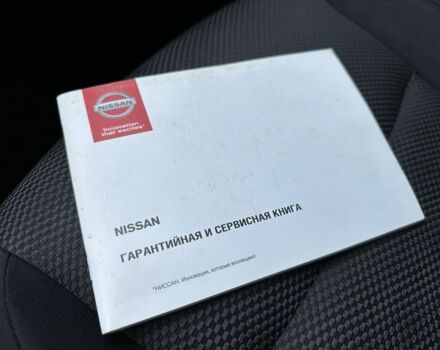 NISSAN
Innovation
that excites*
NISSAN
ГАРАНТИЙНАЯ И СЕРВИСНАЯ КНИГА
*НИССАН. Инновации, которые восхищают